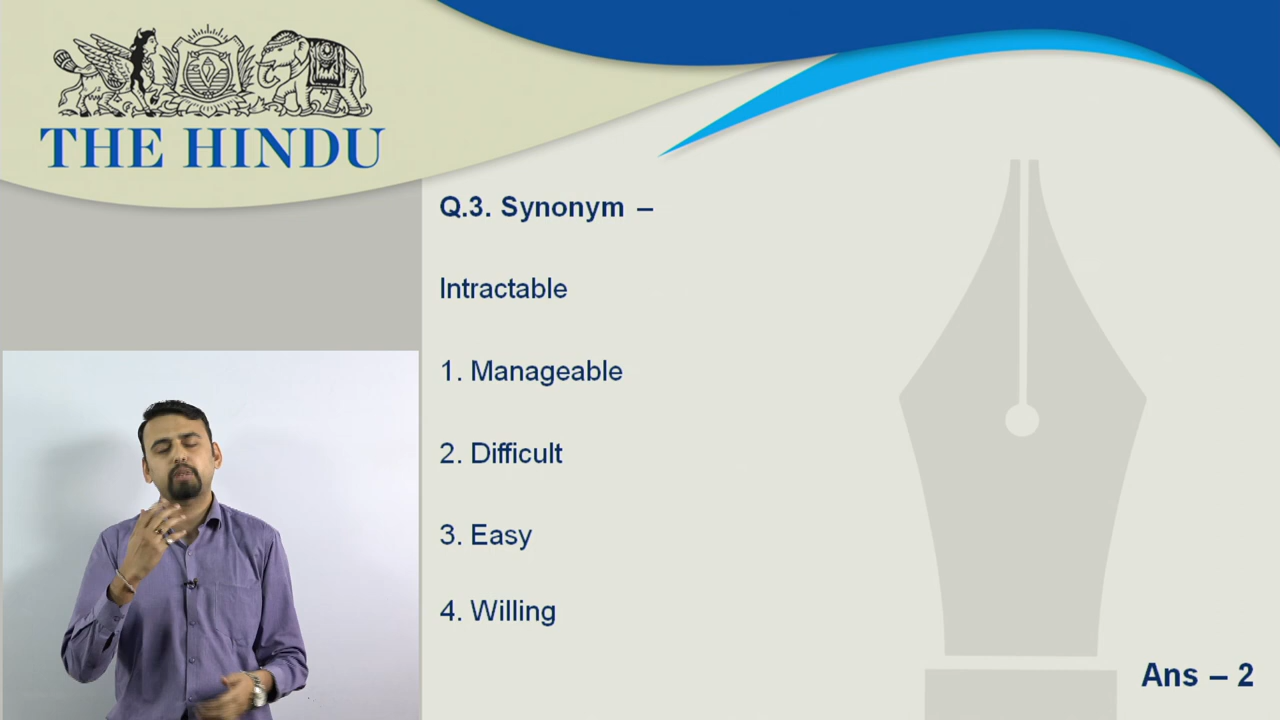 THE HINDU
Q.3. Synonym –
Intractable
1. Manageable
2. Difficult
3. Easy
4. Willing
Ans – 2